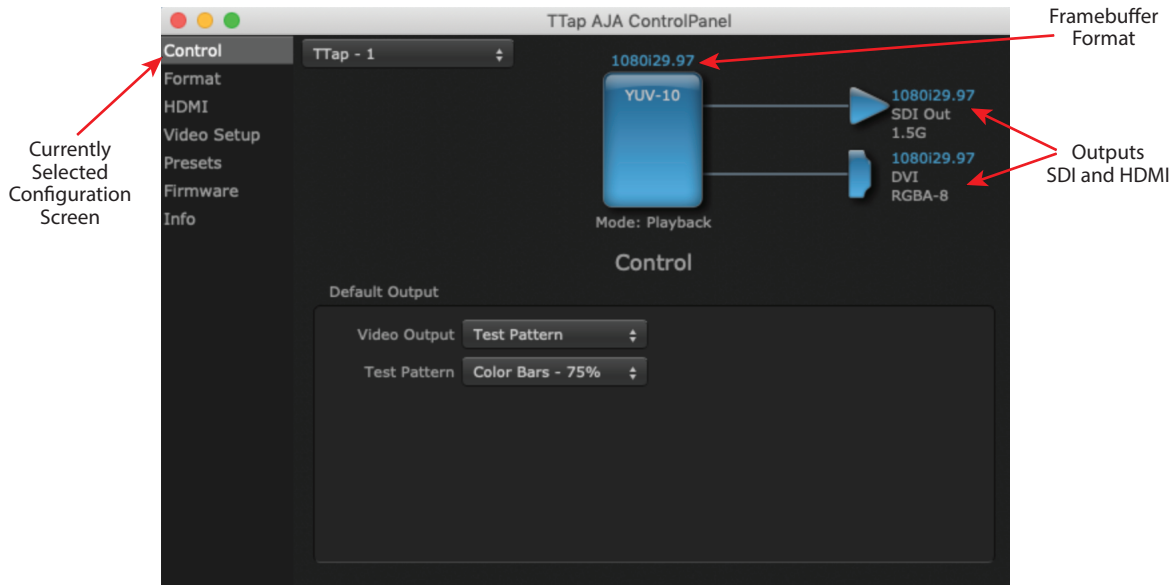 TTap AJA ControlPanel
Framebuffer
Format
Control
Format
HDMI
Video Setup
Presets
Firmware
Info
Currently
Selected
Configuration
Screen
TTap - 1
1080i29.97
YUV-10
Mode: Playback
1080i29.97
SDI Out
1.5G
1080i29.97
DVI
RGBA-8
Outputs
SDI and HDMI
Control
Default Output
Video Output Test Pattern
Test Pattern Color Bars - 75%